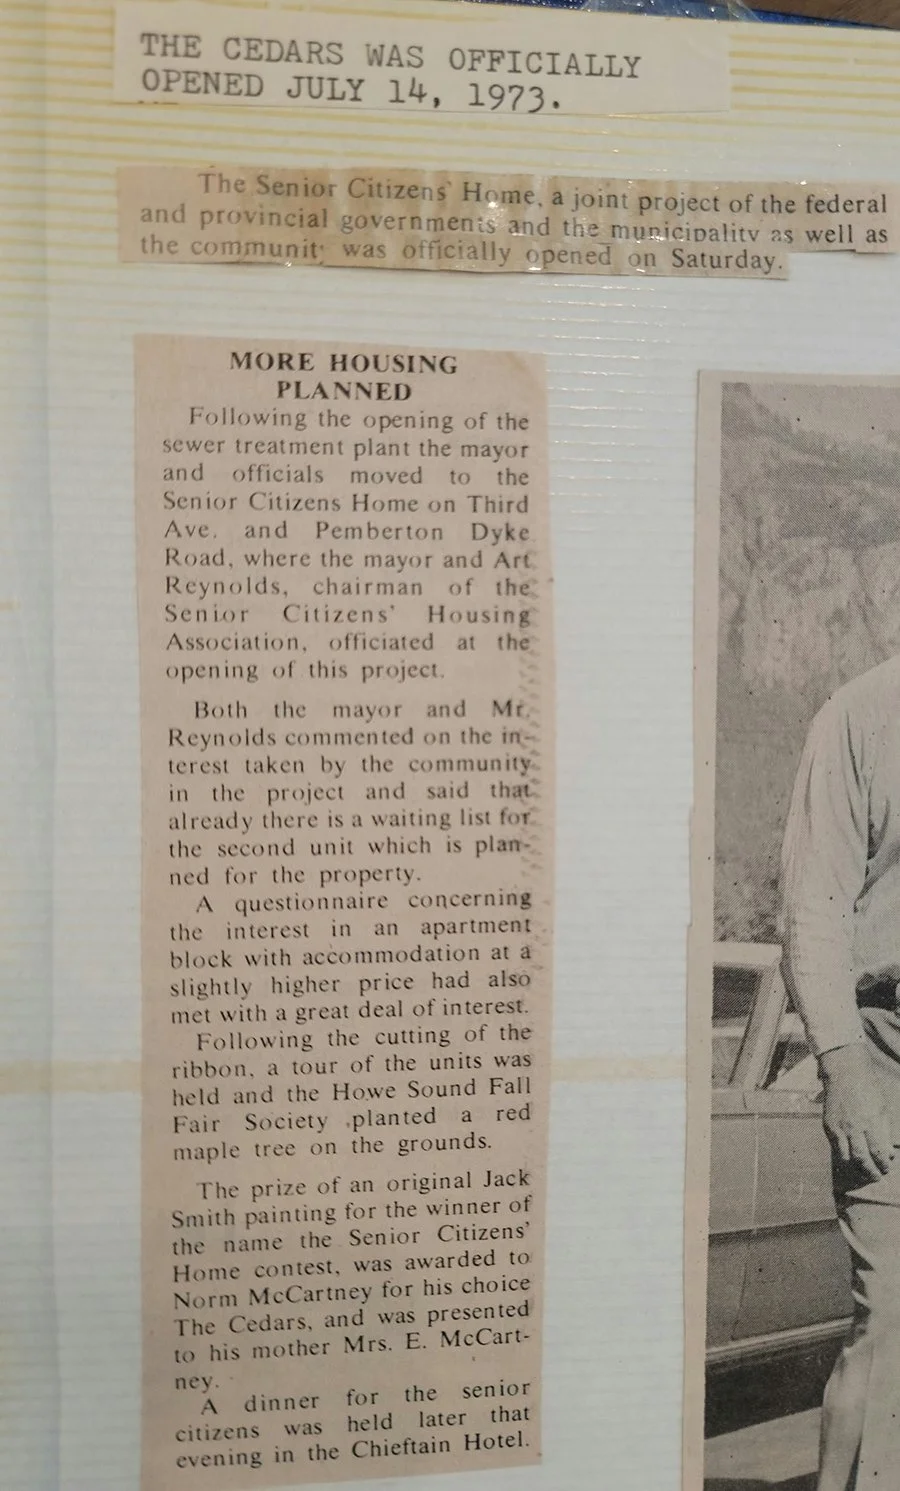 THE CEDARS WAS OFFICIALLY
OPENED JULY 14, 1973.
The Senior Citizens' Home, a joint project of the federal
and provincial governments and the municipality as well as
the community was officially opened on Saturday.
MORE HOUSING
PLANNED
Following the opening of the
sewer treatment plant the mayor
and officials moved to the
Senior Citizens Home on Third
Ave. and Pemberton Dyke
Road, where the mayor and Art
Reynolds, chairman of the
Senior Citizens' Housing
Association, officiated at the
opening of this project.
Both the mayor and Mr.
Reynolds commented on the in-
terest taken by the community
in the project and said that
already there is a waiting list for
the second unit which is plan-
ned for the property.
A questionnaire concerning
the interest in an apartment
block with accommodation at a
slightly higher price had also
met with a great deal of interest.
Following the cutting of the
ribbon, a tour of the units was
held and the Howe Sound Fall
Fair Society planted a red
maple tree on the grounds.
The prize of an original Jack
Smith painting for the winner of
the name the Senior Citizens'
Home contest, was awarded to
Norm McCartney for his choice
The Cedars, and was presented
to his mother Mrs. E. McCart-
ney.
A dinner for the senior
citizens was held later that
evening in the Chieftain Hotel.